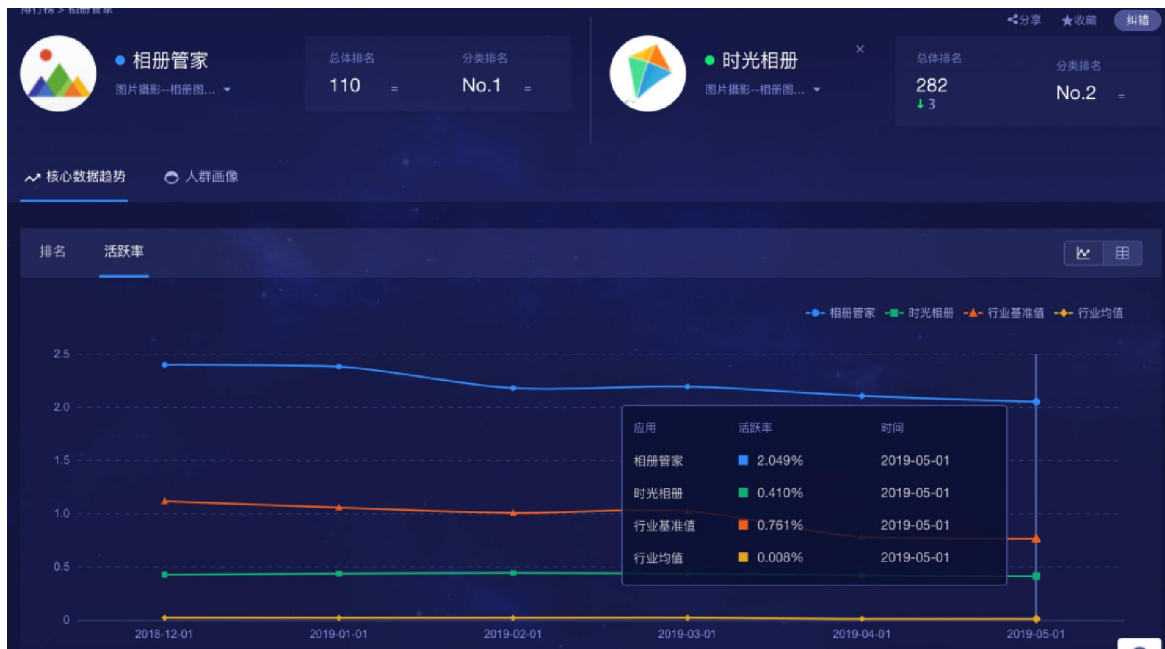 排行榜 > 相册管家
分享 收藏 纠错
相册管家
图片摄影--相册图...
总体排名 分类排名
110 = No.1 =
时光相册 ×
图片摄影--相册图...
总体排名 分类排名
282 No.2 =
↓ 3
核心数据趋势 人群画像
排名 活跃率
相册管家 时光相册 行业基准值 行业均值
2.5
2.0
1.5
1.0
0.5
0
应用 活跃率 时间
相册管家 2.049% 2019-05-01
时光相册 0.410% 2019-05-01
行业基准值 0.761% 2019-05-01
行业均值 0.008% 2019-05-01
2018-12-01 2019-01-01 2019-02-01 2019-03-01 2019-04-01 2019-05-01